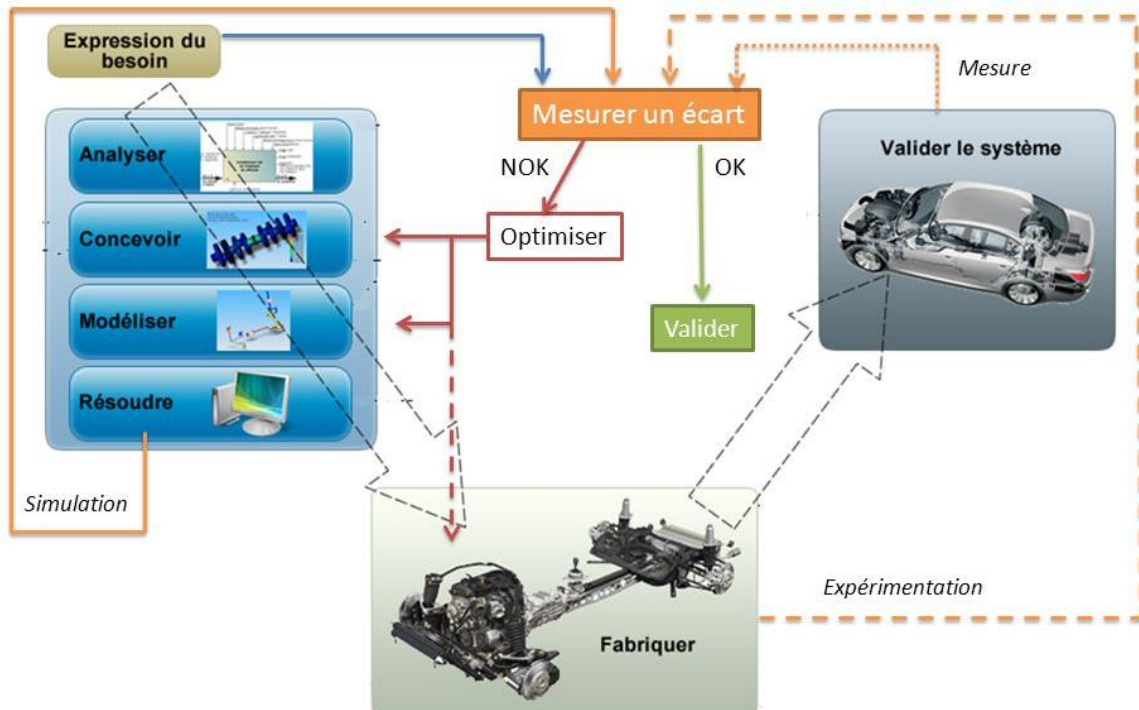 Expression du
besoin
Mesure
Mesurer un écart
Analyser
Valider le système
NOK
OK
Concevoir
Optimiser
Modéliser
Valider
Résoudre
Simulation
Expérimentation
Fabriquer